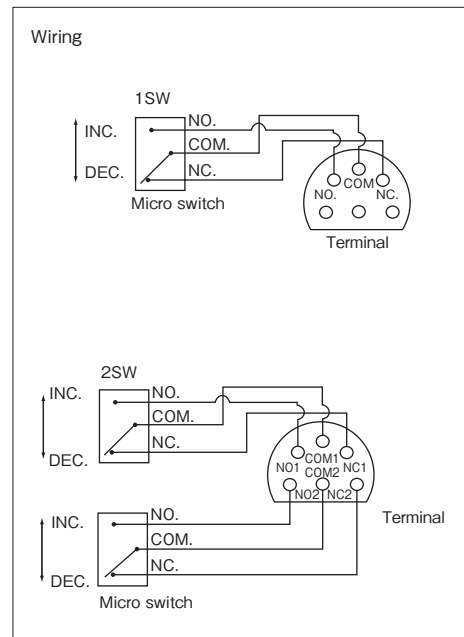 Wiring
1SW
INC.
NO.
COM.
DEC.
NC.
Micro switch
COM
NO.
NC.
Terminal
2SW
INC.
NO.
COM.
DEC.
NC.
COM1
NO1
NC1
COM2
NO2
NC2
Terminal
INC.
NO.
COM.
DEC.
NC.
Micro switch